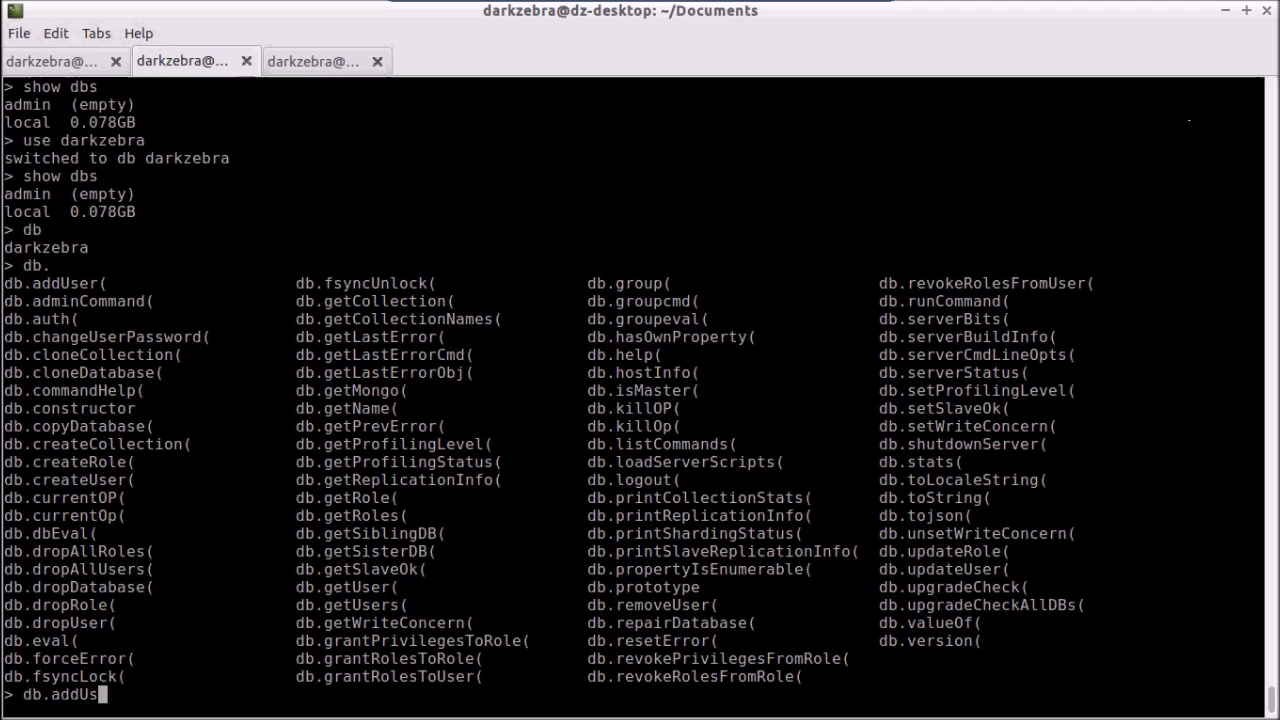 darkzebra@dz-desktop: ~/Documents
File Edit Tabs Help
darkzebra@... darkzebra@... darkzebra@...
> show dbs
admin (empty)
local 0.078GB
> use darkzebra
switched to db darkzebra
> show dbs
admin (empty)
local 0.078GB
> db
darkzebra
> db.
db.addUser( db.fsyncUnlock( db.group( db.revokeRolesFromUser(
db.adminCommand( db.getCollection( db.groupcmd( db.runCommand(
db.auth( db.getCollectionNames( db.groupeval( db.serverBits(
db.changeUserPassword( db.getLastError( db.hasOwnProperty( db.serverBuildInfo(
db.cloneCollection( db.getLastErrorCmd( db.help( db.serverCmdLineOpts(
db.cloneDatabase( db.getLastErrorObj( db.hostInfo( db.serverStatus(
db.commandHelp( db.getMongo( db.isMaster( db.setProfilingLevel(
db.constructor db.getName( db.killOP( db.setSlaveOk(
db.copyDatabase( db.getPrevError( db.killOp( db.setWriteConcern(
db.createCollection( db.getProfilingLevel( db.listCommands( db.shutdownServer(
db.createRole( db.getProfilingStatus( db.loadServerScripts( db.stats(
db.createUser( db.getReplicationInfo( db.logout( db.toLocaleString(
db.currentOP( db.getRole( db.printCollectionStats( db.toString(
db.currentOp( db.getRoles( db.printReplicationInfo( db.tojson(
db.dbEval( db.getSiblingDB( db.printShardingStatus( db.unsetWriteConcern(
db.dropAllRoles( db.getSisterDB( db.printSlaveReplicationInfo( db.updateRole(
db.dropAllUsers( db.getSlaveOk( db.propertyIsEnumerable( db.updateUser(
db.dropDatabase( db.getUser( db.prototype db.upgradeCheck(
db.dropRole( db.getUsers( db.removeUser( db.upgradeCheckAllDBs(
db.dropUser( db.getWriteConcern( db.repairDatabase( db.valueOf(
db.eval( db.grantPrivilegesToRole( db.resetError( db.version(
db.forceError( db.grantRolesToRole( db.revokePrivilegesFromRole(
db.fsyncLock( db.grantRolesToUser( db.revokeRolesFromRole(
> db.addUs